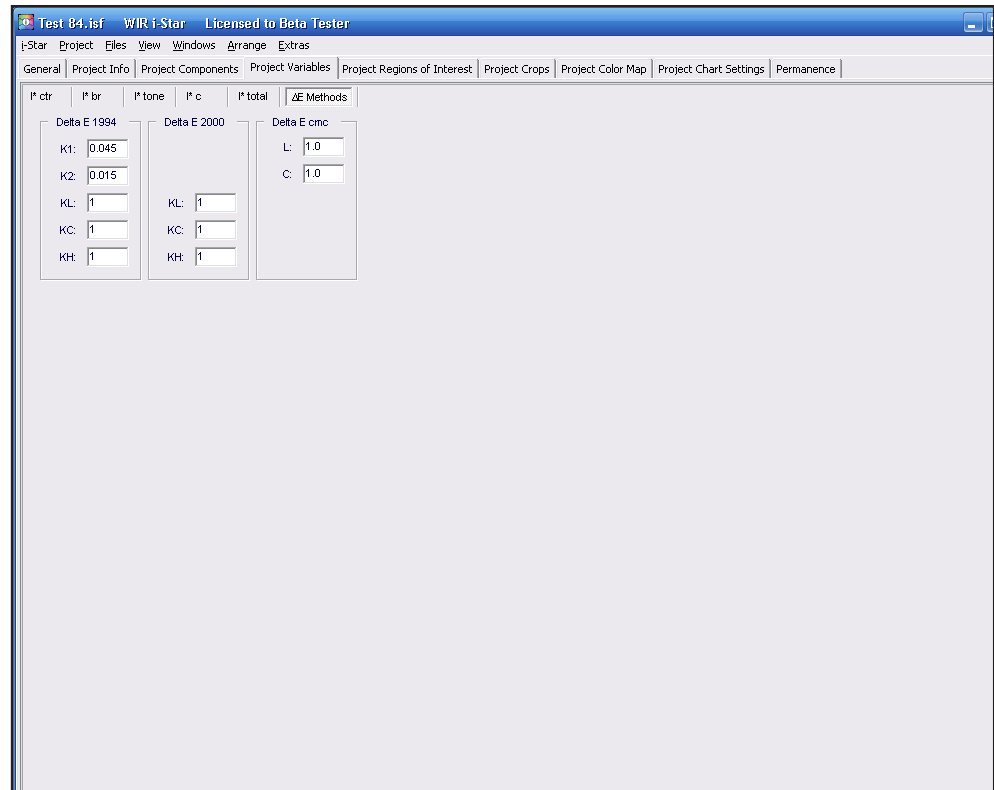 Test 84.isf WIR i-Star Licensed to Beta Tester
i-Star Project Files View Windows Arrange Extras
General Project Info Project Components Project Variables Project Regions of Interest Project Crops Project Color Map Project Chart Settings Permanence
I* ctr I* br I* tone I* c I* total ΔE Methods
Delta E 1994 Delta E 2000 Delta E cmc
K1: 0.045 L: 1.0
K2: 0.015 C: 1.0
KL: 1 KL: 1
KC: 1 KC: 1
KH: 1 KH: 1